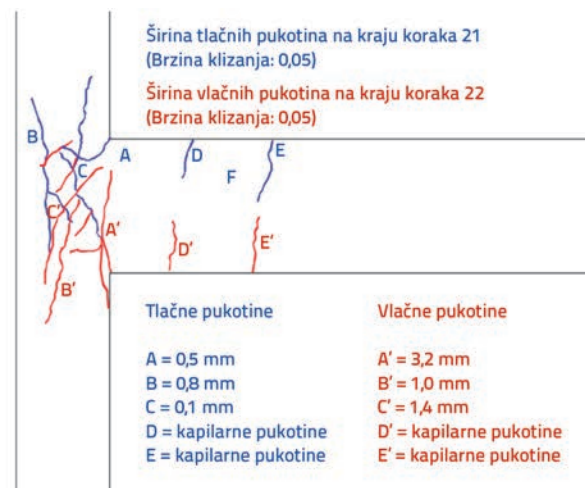 Širina tlačnih pukotina na kraju koraka 21
(Brzina klizanja: 0,05)
Širina vlačnih pukotina na kraju koraka 22
(Brzina klizanja: 0,05)
B
A
D
E
C
F
C'
A'
D'
E'
B'
Tlačne pukotine
A = 0,5 mm
B = 0,8 mm
C = 0,1 mm
D = kapilarne pukotine
E = kapilarne pukotine
Vlačne pukotine
A' = 3,2 mm
B' = 1,0 mm
C' = 1,4 mm
D' = kapilarne pukotine
E' = kapilarne pukotine